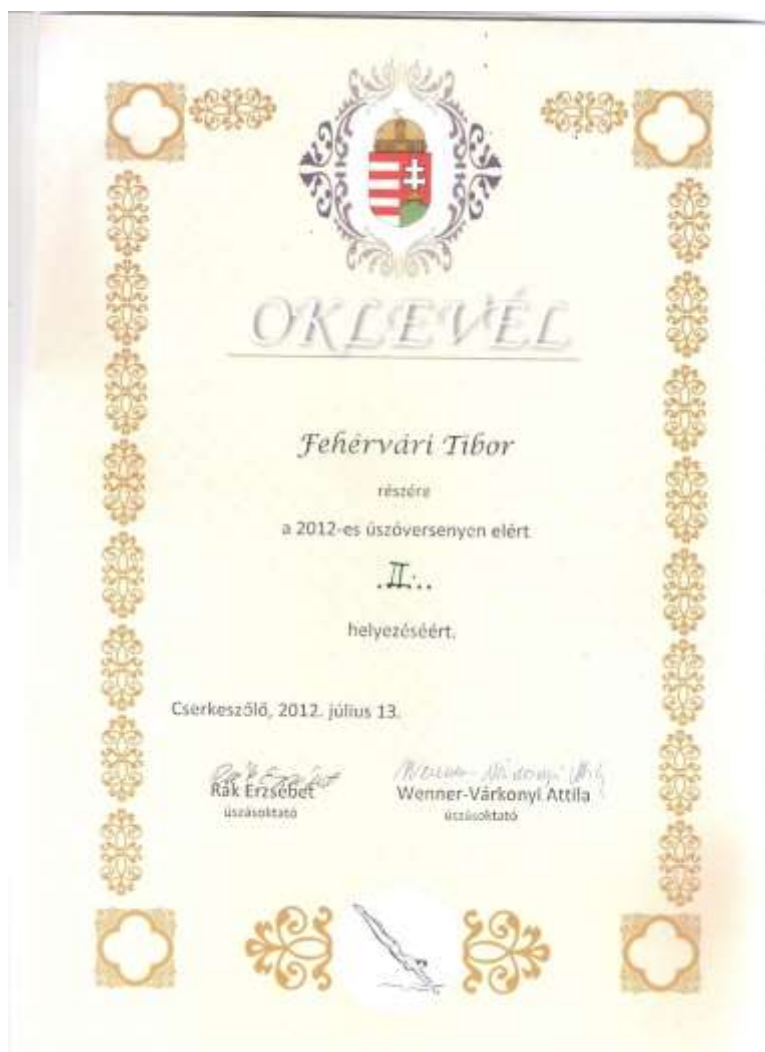 OKLEVÉL
Fehérvári Tibor
részére
a 2012-es úszóversenyen elért
.II...
helyezéséért.
Cserkeszőlő, 2012. július 13.
Rák Erzsébet Wenner-Várkonyi Attila
úszásoktató úszásoktató